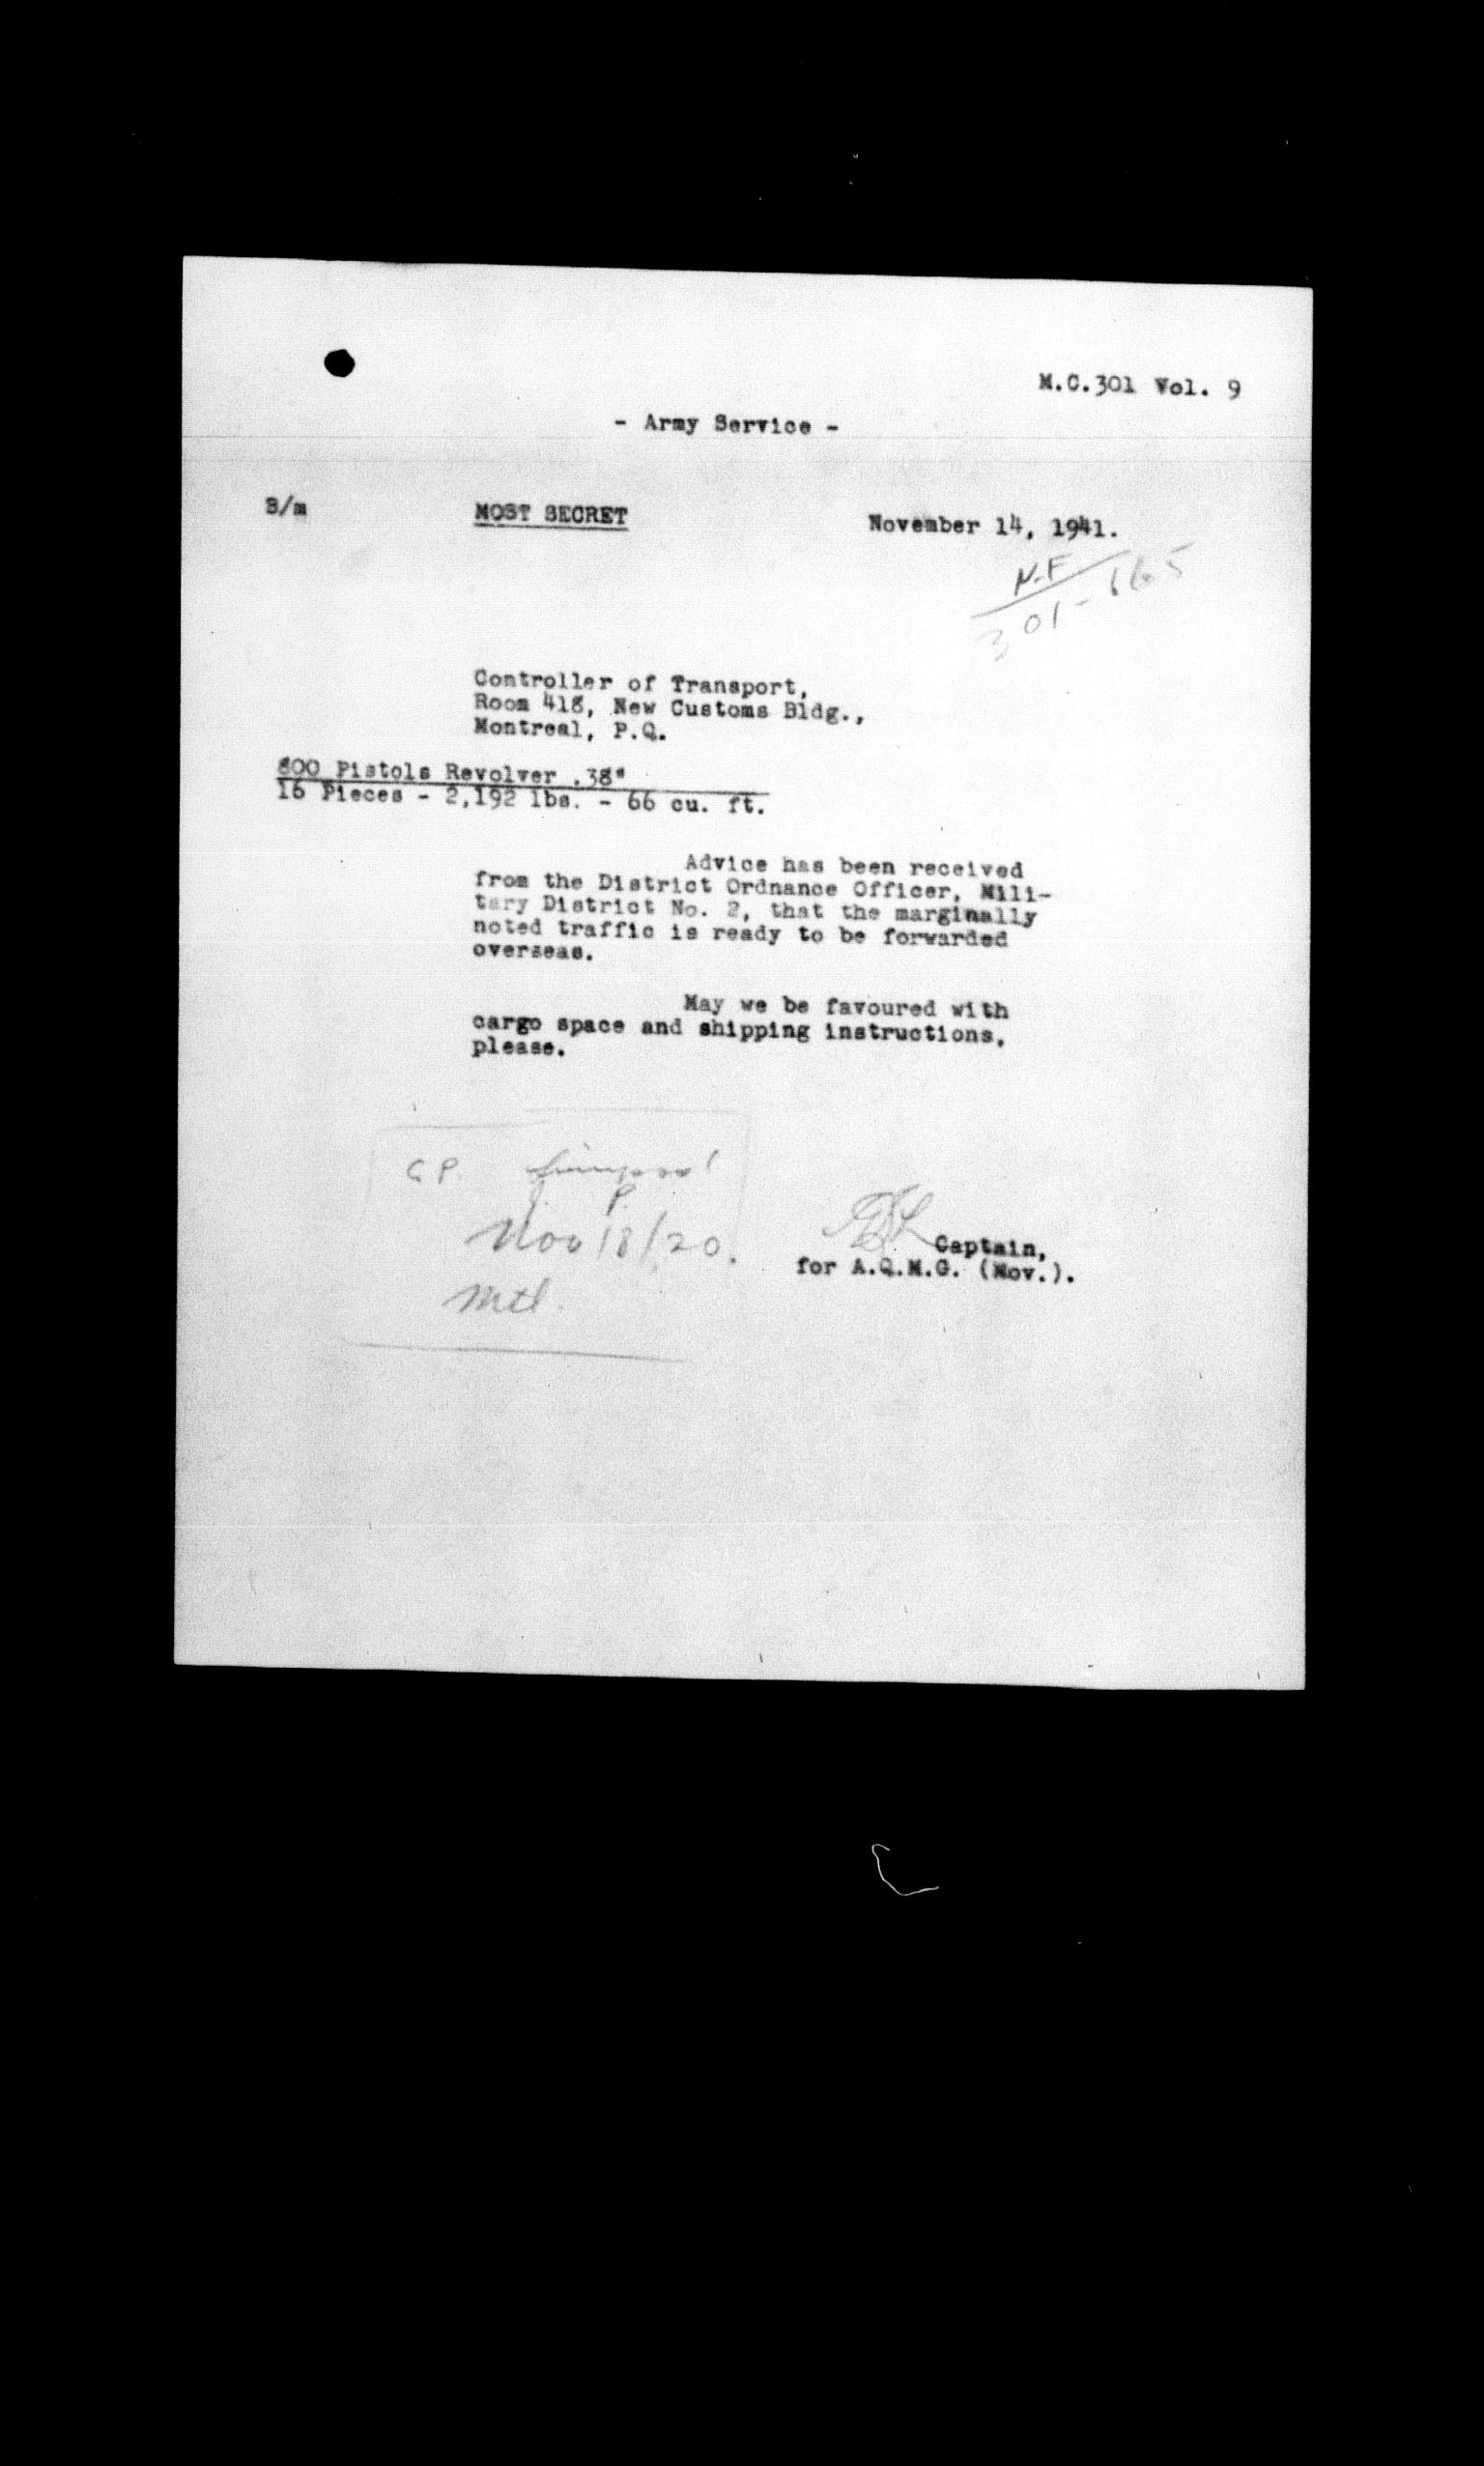 M.C.301 Vol. 9
- Army Service -
S/m MOST SECRET November 14, 1941.
N.F
301-165
Controller of Transport,
Room 418, New Customs Bldg.,
Montreal, P.Q.
800 Pistols Revolver .38"
16 Pieces - 2,192 lbs. - 66 cu. ft.
Advice has been received
from the District Ordnance Officer, Mili-
tary District No. 2, that the marginally
noted traffic is ready to be forwarded
overseas.
May we be favoured with
cargo space and shipping instructions,
please.
C P.
P.
Nov 18/20.
Mtl.
Captain,
for A.Q.M.G. (Mov.).